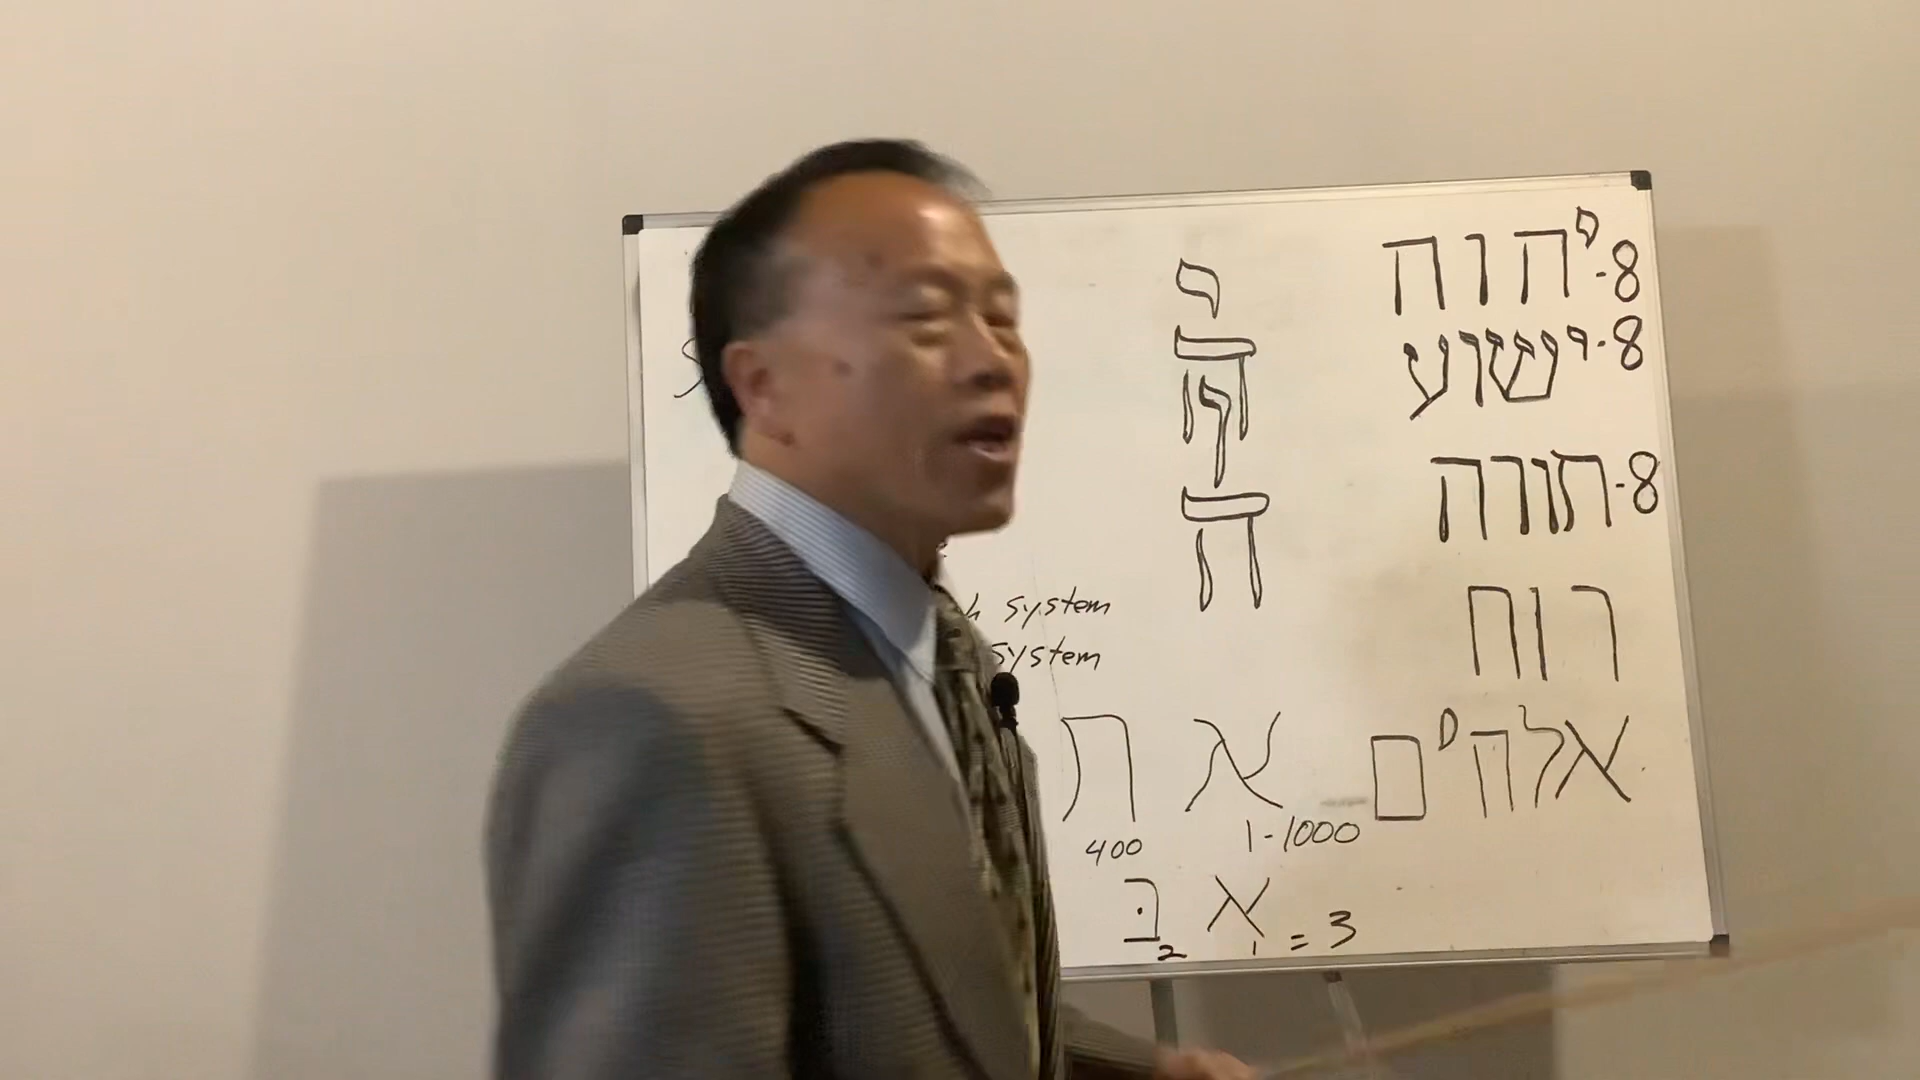 יהוה-8
ישוע-8
תורה-8
רוח
אלהים
י
ה
ו
ה
system
system
א ת
1-1000
400
א בּ
1 2 = 3